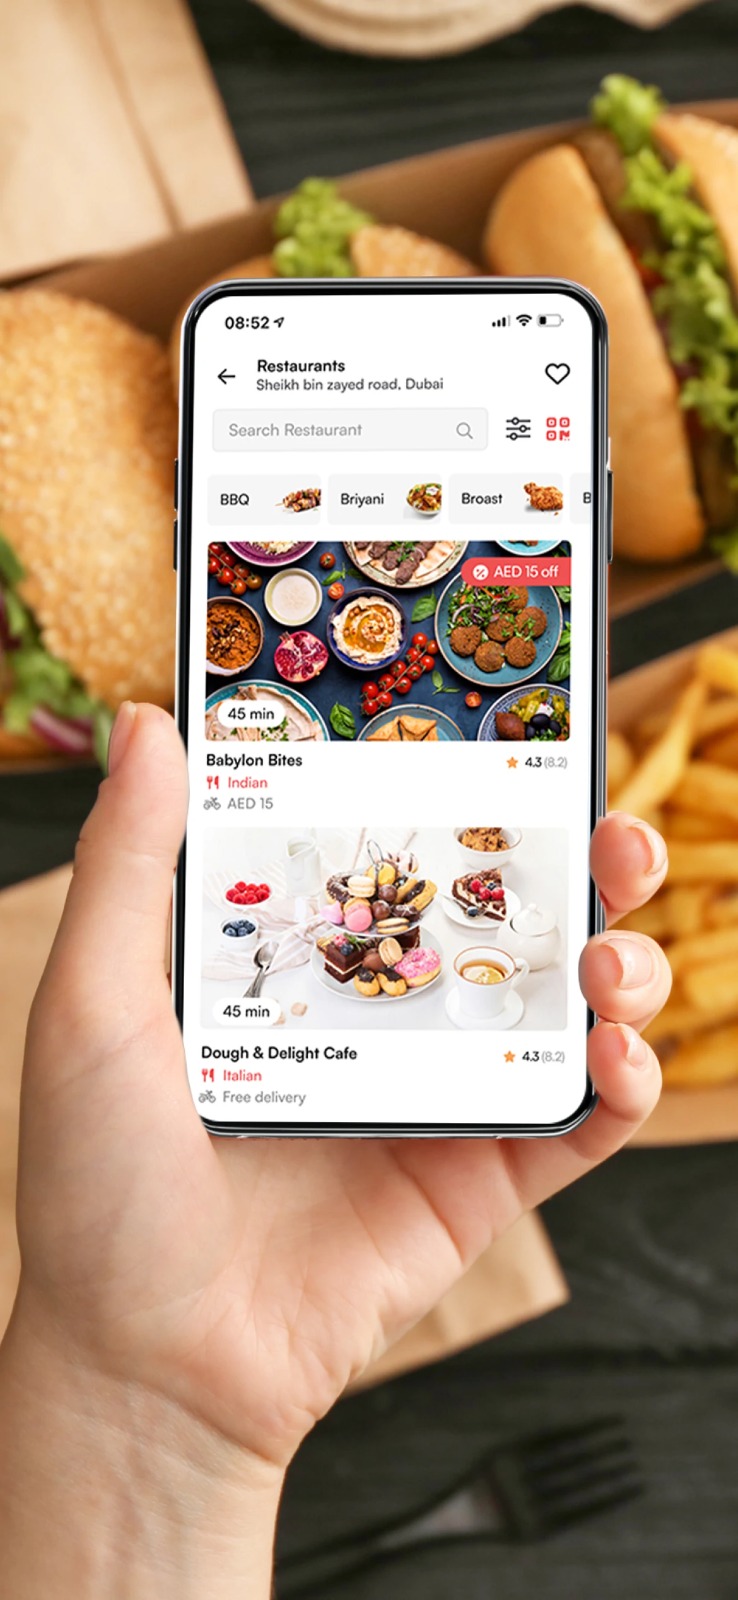 08:52
Restaurants
Sheikh bin zayed road, Dubai
Search Restaurant
BBQ
Briyani
Broast
B
AED 15 off
45 min
Babylon Bites
4.3 (8.2)
Indian
AED 15
45 min
Dough & Delight Cafe
4.3 (8.2)
Italian
Free delivery